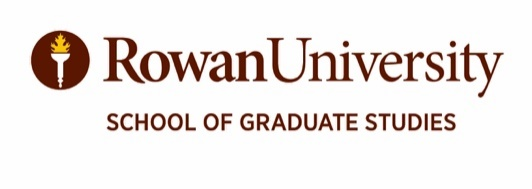 RowanUniversity
SCHOOL OF GRADUATE STUDIES